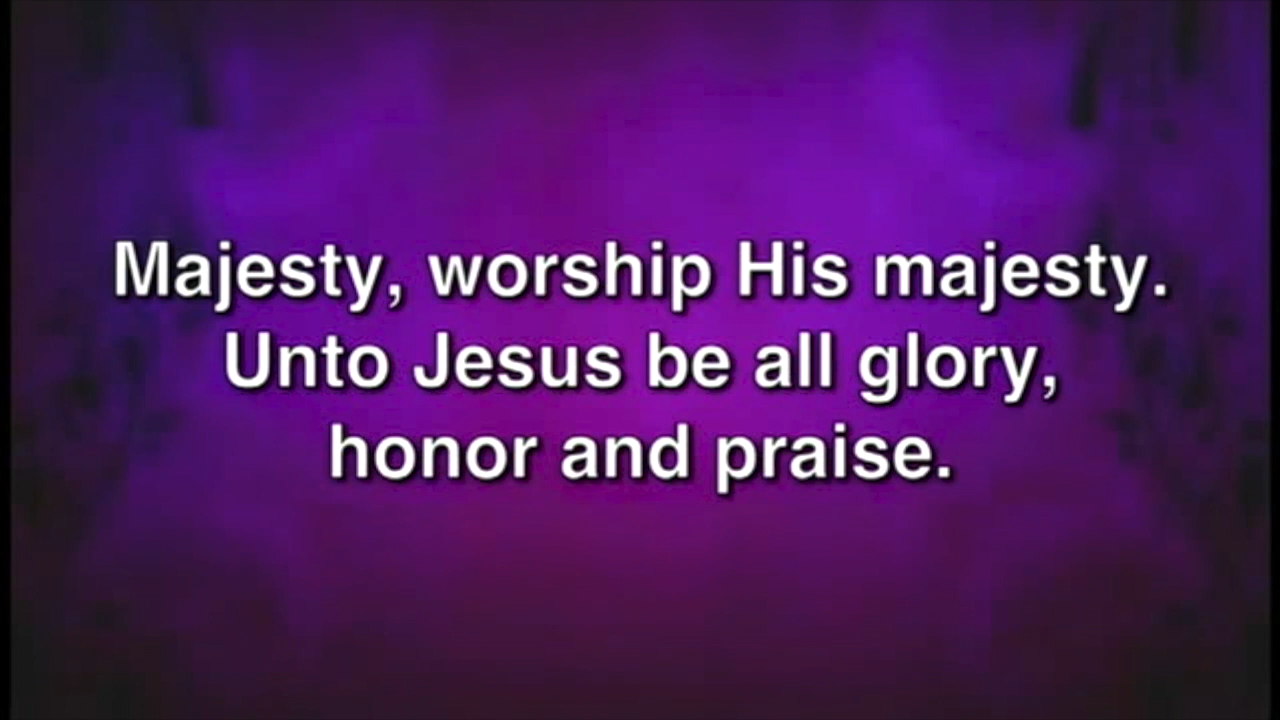 Majesty, worship His majesty.
Unto Jesus be all glory,
honor and praise.